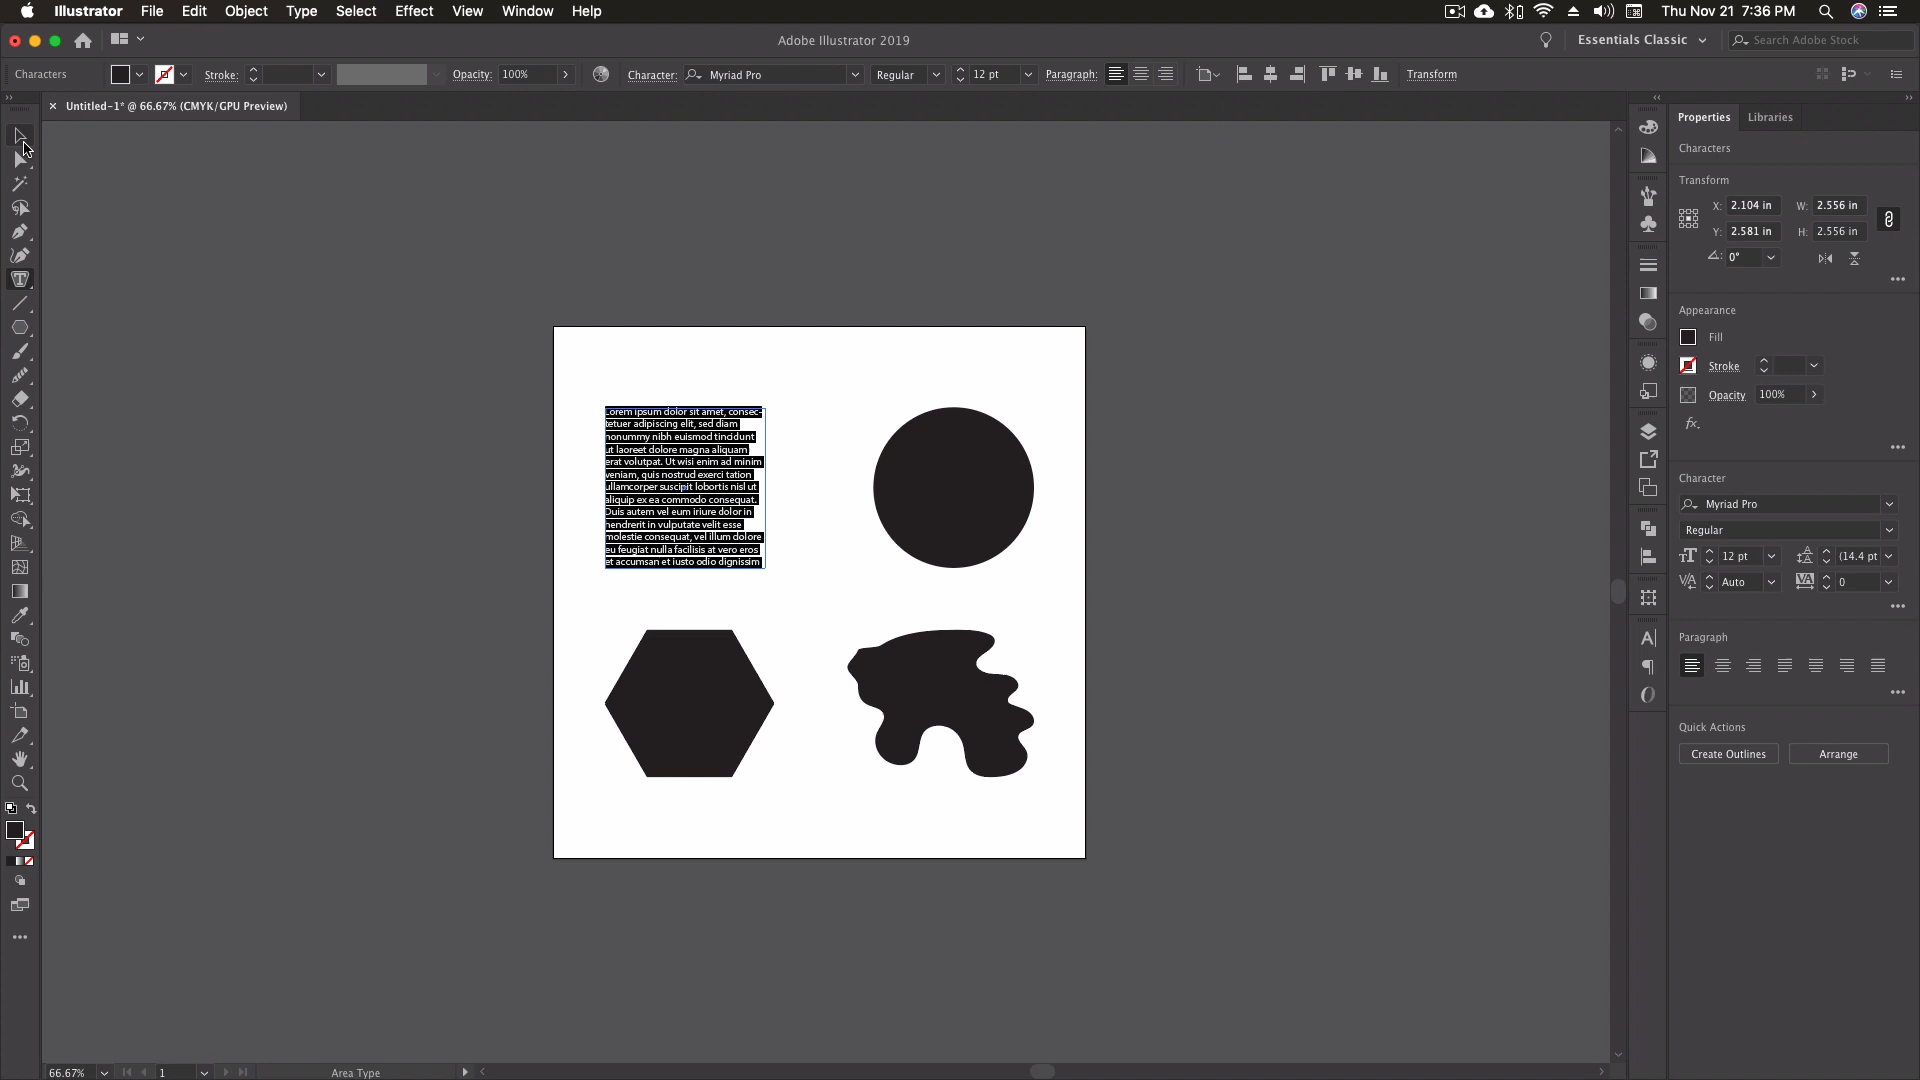 Illustrator File Edit Object Type Select Effect View Window Help
Thu Nov 21 7:36 PM
Adobe Illustrator 2019
Essentials Classic
Search Adobe Stock
Characters
Stroke:
Opacity: 100%
Character: Myriad Pro
Regular
12 pt
Paragraph:
Transform
× Untitled-1* @ 66.67% (CMYK/GPU Preview)
Properties
Libraries
Characters
Transform
X: 2.104 in
W: 2.556 in
Y: 2.581 in
H: 2.556 in
0°
Appearance
Fill
Stroke
Opacity 100%
fx.
Character
Myriad Pro
Regular
12 pt
(14.4 pt
Auto
0
Paragraph
Quick Actions
Create Outlines
Arrange
Lorem ipsum dolor sit amet, consec-
tetuer adipiscing elit, sed diam
nonummy nibh euismod tincidunt
ut laoreet dolore magna aliquam
erat volutpat. Ut wisi enim ad minim
veniam, quis nostrud exerci tation
ullamcorper suscipit lobortis nisl ut
aliquip ex ea commodo consequat.
Duis autem vel eum iriure dolor in
hendrerit in vulputate velit esse
molestie consequat, vel illum dolore
eu feugiat nulla facilisis at vero eros
et accumsan et iusto odio dignissim
66.67%
1
Area Type